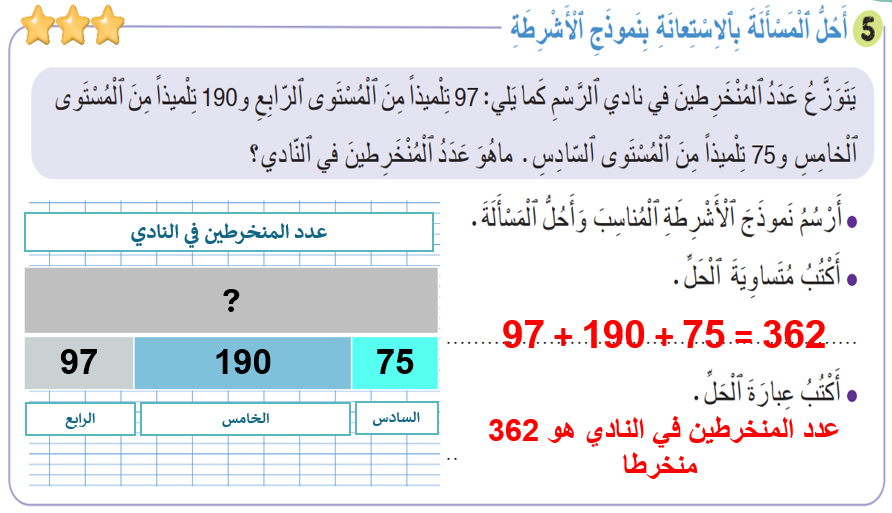 5 أَحُلُّ ٱلْمَسْأَلَةَ بِٱلِٱسْتِعانَةِ بِنَموذَجِ ٱلْأَشْرِطَةِ
يَتَوَزَّعُ عَدَدُ ٱلمُنْخَرِطينَ في نادي ٱلرَّسْمِ كَما يَلي: 97 تِلْميذاً مِنَ ٱلْمُسْتَوى ٱلرّابِعِ و190 تِلْميذاً مِنَ ٱلْمُسْتَوى
ٱلْخامِسِ و75 تِلْميذاً مِنَ ٱلْمُسْتَوى ٱلسّادِسِ. ماهُوَ عَدَدُ ٱلْمُنْخَرِطينَ في ٱلنّادي؟
• أَرْسُمُ نَموذَجَ ٱلْأَشْرِطَةِ ٱلْمُناسِبَ وَأَحُلُّ ٱلْمَسْأَلَةَ.
• أَكْتُبُ مُتَساوِيَةَ ٱلْحَلِّ.
97 + 190 + 75 = 362
• أَكْتُبُ عِبارَةَ ٱلْحَلِّ.
عدد المنخرطين في النادي هو 362
منخرطا
عدد المنخرطين في النادي
?
97 190 75
الرابع الخامس السادس